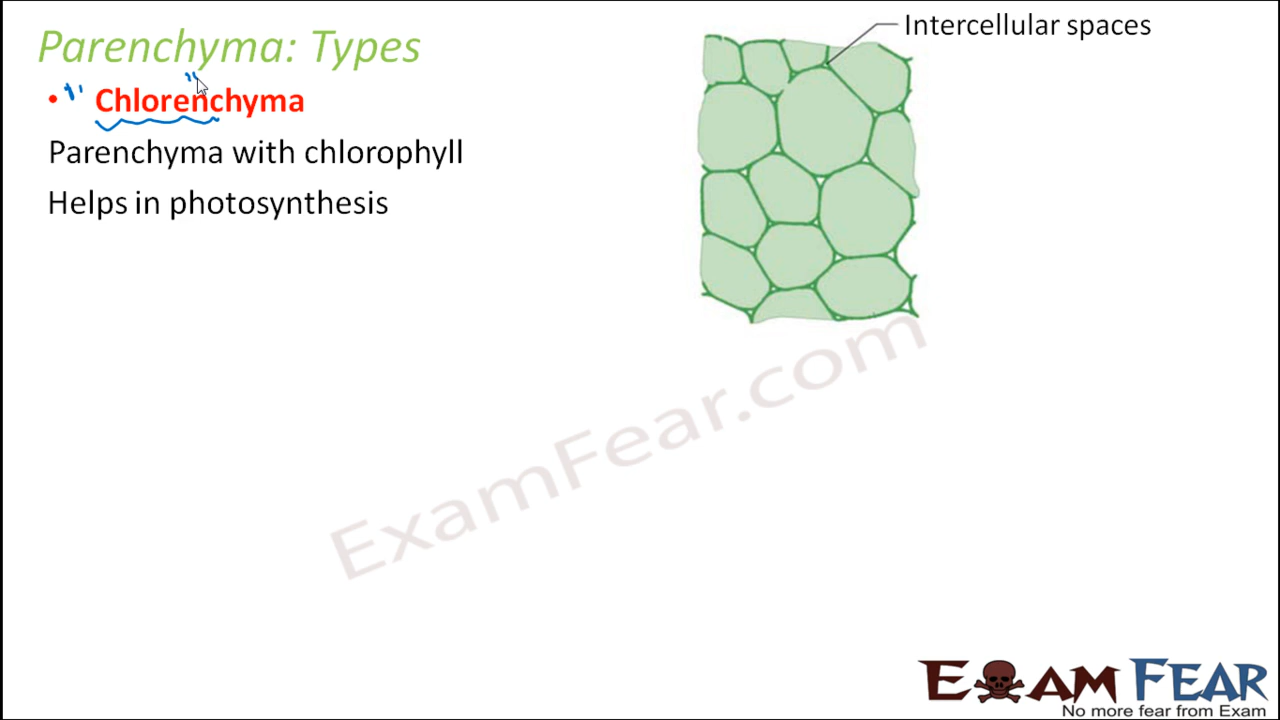 Parenchyma: Types
Intercellular spaces
• Chlorenchyma
Parenchyma with chlorophyll
Helps in photosynthesis
ExamFear.com
EXAM FEAR
No more fear from Exam